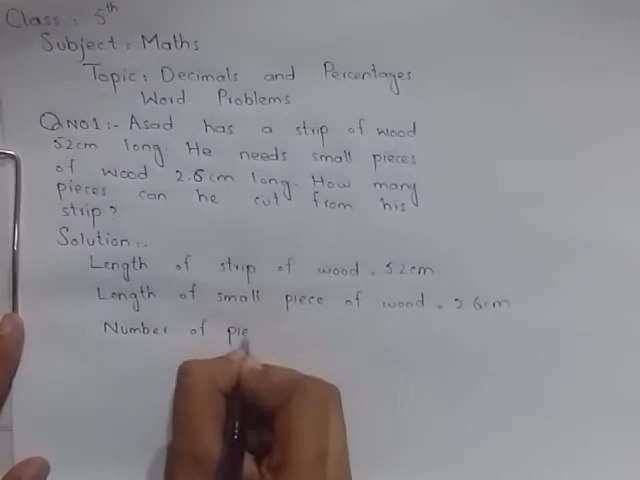 Class: 5th
Subject: Maths
Topic: Decimals and Percentages
Word Problems
QNO1:- Asad has a strip of wood
52cm long. He needs small pieces
of wood 2.6cm long. How many
pieces can he cut from his
strip?
Solution:-
Length of strip of wood = 52cm
Length of small piece of wood = 2.6cm
Number of pie